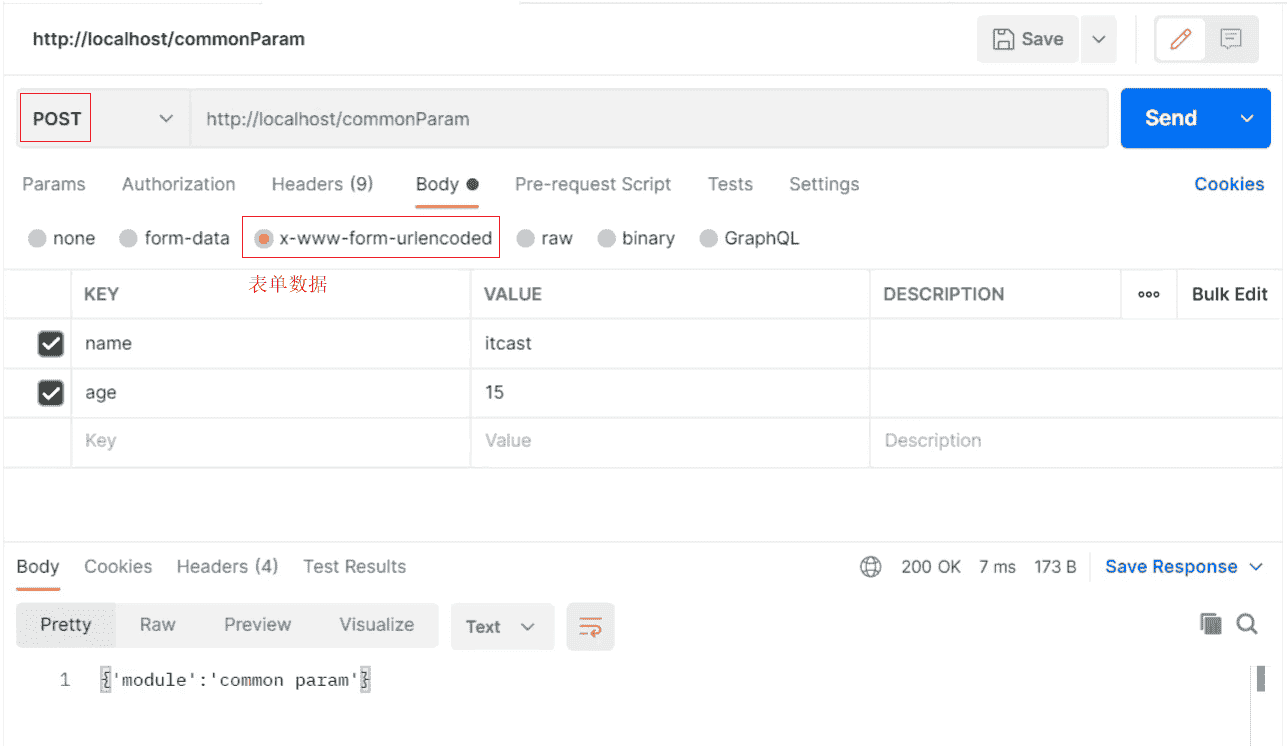 http://localhost/commonParam
Save
POST
http://localhost/commonParam
Send
Params Authorization Headers (9) Body Pre-request Script Tests Settings Cookies
none form-data x-www-form-urlencoded raw binary GraphQL
表单数据
KEY VALUE DESCRIPTION Bulk Edit
name itcast
age 15
Key Value Description
Body Cookies Headers (4) Test Results 200 OK 7 ms 173 B Save Response
Pretty Raw Preview Visualize Text
1 {'module':'common param'}